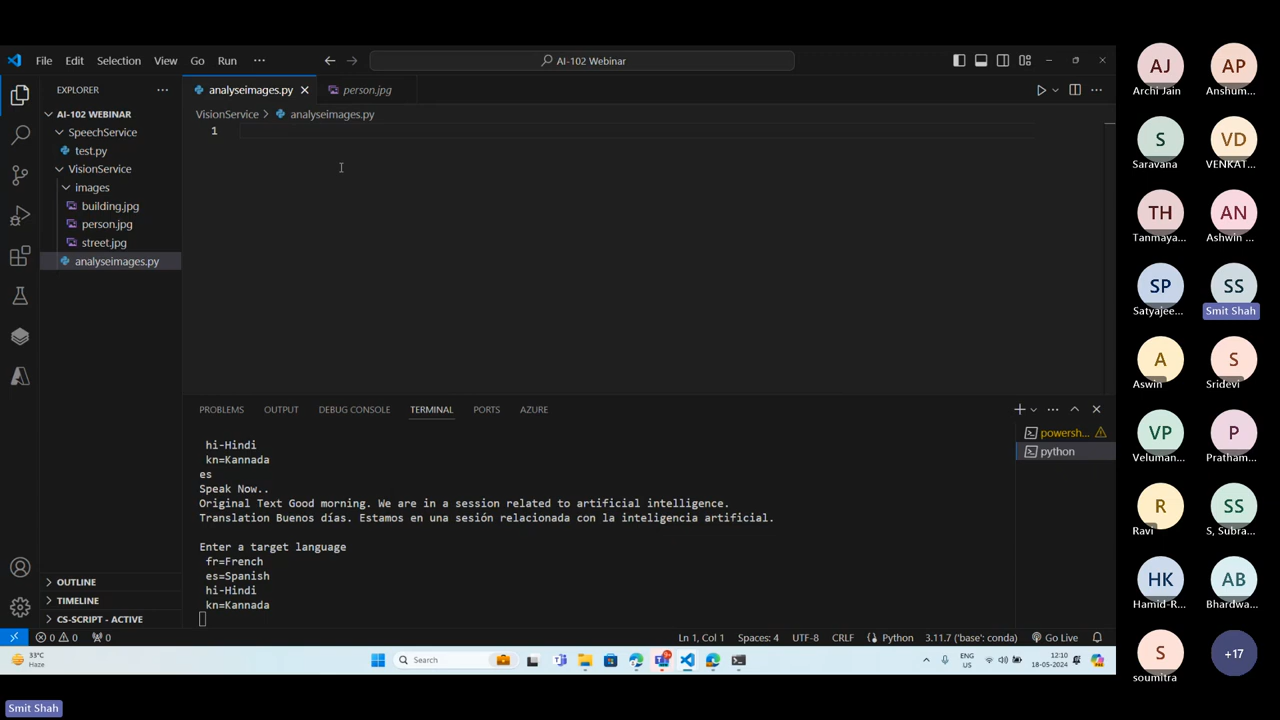 File Edit Selection View Go Run ··· AI-102 Webinar
EXPLORER
AI-102 WEBINAR
SpeechService
test.py
VisionService
images
building.jpg
person.jpg
street.jpg
analyseimages.py
OUTLINE
TIMELINE
CS-SCRIPT - ACTIVE
analyseimages.py person.jpg
VisionService > analyseimages.py
1
PROBLEMS OUTPUT DEBUG CONSOLE TERMINAL PORTS AZURE
hi-Hindi
kn=Kannada
es
Speak Now..
Original Text Good morning. We are in a session related to artificial intelligence.
Translation Buenos días. Estamos en una sesión relacionada con la inteligencia artificial.
Enter a target language
fr=French
es=Spanish
hi-Hindi
kn=Kannada
powersh...
python
0 0 0 Ln 1, Col 1 Spaces: 4 UTF-8 CRLF Python 3.11.7 ('base': conda) Go Live
33°C
Haze
Search
ENG
US
12:10
18-05-2024
Smit Shah
AJ AP
Archi Jain Anshum...
S VD
Saravana VENKAT...
TH AN
Tanmaya... Ashwin ...
SP SS
Satyajee... Smit Shah
A S
Aswin Sridevi
VP P
Veluman... Pratham...
R SS
Ravi S, Subra...
HK AB
Hamid-R... Bhardwa...
S +17
soumitra